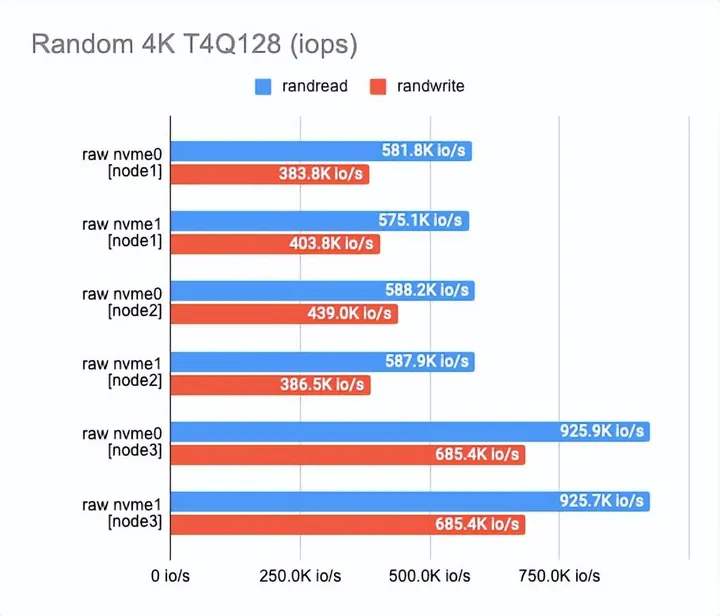 Random 4K T4Q128 (iops)
randread randwrite
raw nvme0
[node1]
581.8K io/s
383.8K io/s
raw nvme1
[node1]
575.1K io/s
403.8K io/s
raw nvme0
[node2]
588.2K io/s
439.0K io/s
raw nvme1
[node2]
587.9K io/s
386.5K io/s
raw nvme0
[node3]
925.9K io/s
685.4K io/s
raw nvme1
[node3]
925.7K io/s
685.4K io/s
0 io/s 250.0K io/s 500.0K io/s 750.0K io/s